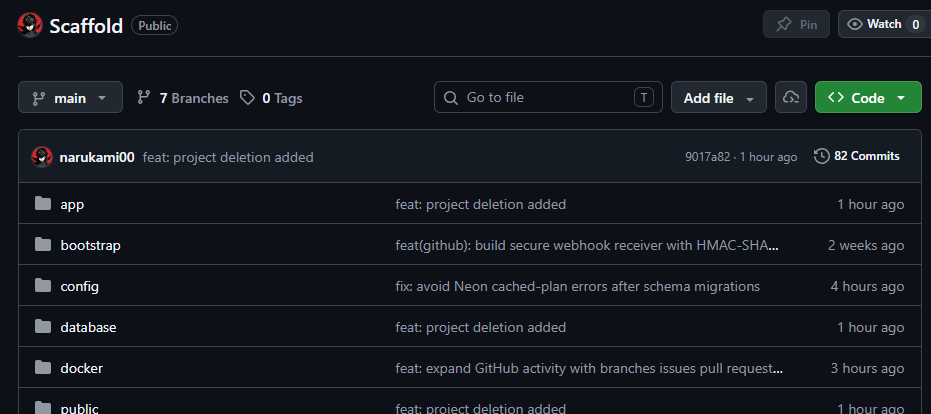 Scaffold Public Pin Watch 0
main 7 Branches 0 Tags Go to file T Add file Code
narukami00 feat: project deletion added 9017a82 · 1 hour ago 82 Commits
app feat: project deletion added 1 hour ago
bootstrap feat(github): build secure webhook receiver with HMAC-SHA... 2 weeks ago
config fix: avoid Neon cached-plan errors after schema migrations 4 hours ago
database feat: project deletion added 1 hour ago
docker feat: expand GitHub activity with branches issues pull request... 3 hours ago
public feat: project deletion added 1 hour ago